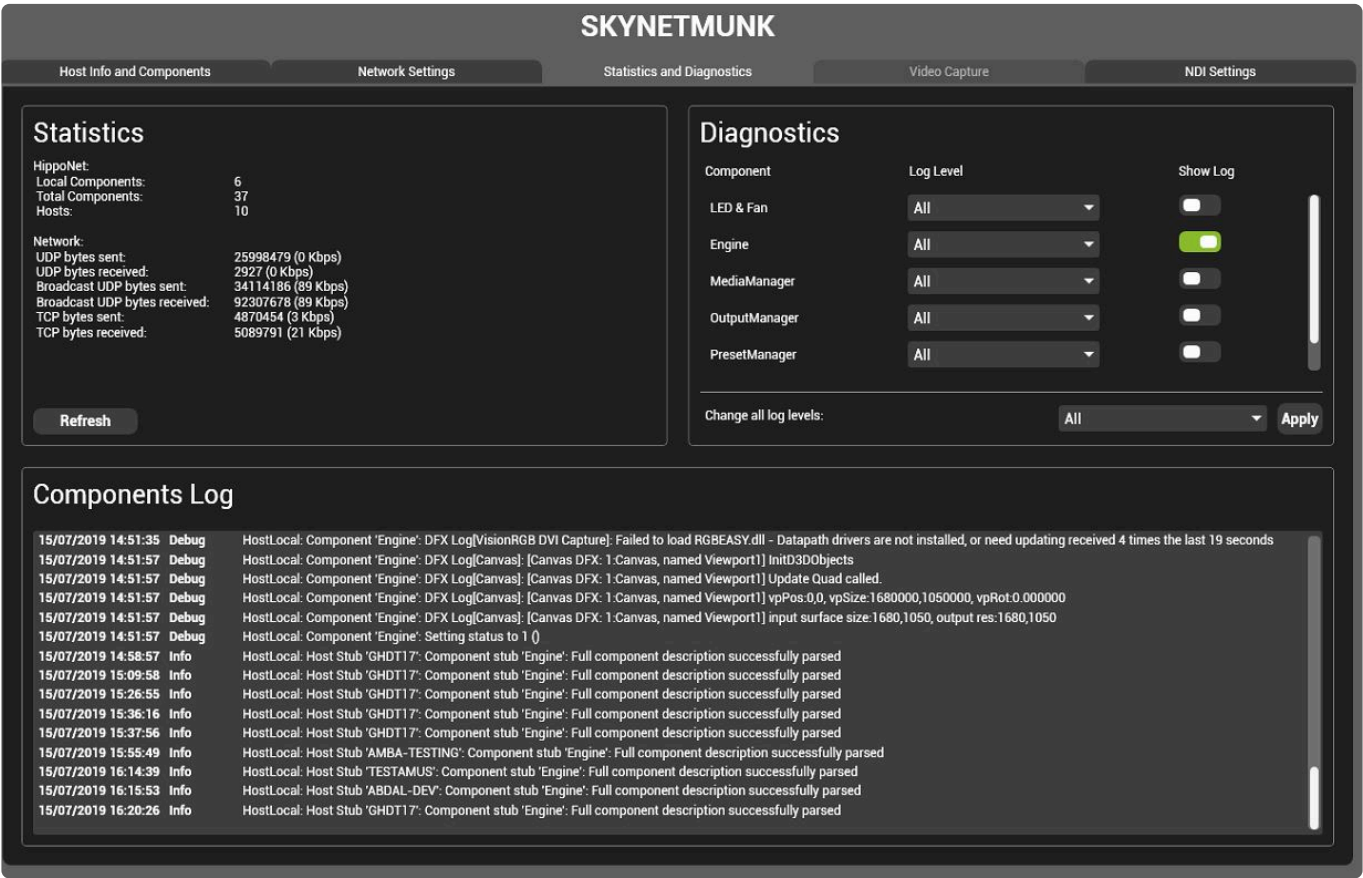 SKYNETMUNK
Host Info and Components Network Settings Statistics and Diagnostics Video Capture NDI Settings
Statistics
HippoNet:
Local Components: 6
Total Components: 37
Hosts: 10
Network:
UDP bytes sent: 25998479 (0 Kbps)
UDP bytes received: 2927 (0 Kbps)
Broadcast UDP bytes sent: 34114186 (89 Kbps)
Broadcast UDP bytes received: 92307678 (89 Kbps)
TCP bytes sent: 4870454 (3 Kbps)
TCP bytes received: 5089791 (21 Kbps)
Refresh
Diagnostics
Component Log Level Show Log
LED & Fan All
Engine All
MediaManager All
OutputManager All
PresetManager All
Change all log levels: All Apply
Components Log
15/07/2019 14:51:35 Debug HostLocal: Component 'Engine': DFX Log[VisionRGB DVI Capture]: Failed to load RGBEASY.dll - Datapath drivers are not installed, or need updating received 4 times the last 19 seconds
15/07/2019 14:51:57 Debug HostLocal: Component 'Engine': DFX Log[Canvas]: [Canvas DFX: 1:Canvas, named Viewport1] InitD3DObjects
15/07/2019 14:51:57 Debug HostLocal: Component 'Engine': DFX Log[Canvas]: [Canvas DFX: 1:Canvas, named Viewport1] Update Quad called.
15/07/2019 14:51:57 Debug HostLocal: Component 'Engine': DFX Log[Canvas]: [Canvas DFX: 1:Canvas, named Viewport1] vpPos:0,0, vpSize:1680000,1050000, vpRot:0.000000
15/07/2019 14:51:57 Debug HostLocal: Component 'Engine': DFX Log[Canvas]: [Canvas DFX: 1:Canvas, named Viewport1] input surface size:1680,1050, output res:1680,1050
15/07/2019 14:51:57 Debug HostLocal: Component 'Engine': Setting status to 1 ()
15/07/2019 14:58:57 Info HostLocal: Host Stub 'GHDT17': Component stub 'Engine': Full component description successfully parsed
15/07/2019 15:09:58 Info HostLocal: Host Stub 'GHDT17': Component stub 'Engine': Full component description successfully parsed
15/07/2019 15:26:55 Info HostLocal: Host Stub 'GHDT17': Component stub 'Engine': Full component description successfully parsed
15/07/2019 15:36:16 Info HostLocal: Host Stub 'GHDT17': Component stub 'Engine': Full component description successfully parsed
15/07/2019 15:37:56 Info HostLocal: Host Stub 'GHDT17': Component stub 'Engine': Full component description successfully parsed
15/07/2019 15:55:49 Info HostLocal: Host Stub 'AMBA-TESTING': Component stub 'Engine': Full component description successfully parsed
15/07/2019 16:14:39 Info HostLocal: Host Stub 'TESTAMUS': Component stub 'Engine': Full component description successfully parsed
15/07/2019 16:15:53 Info HostLocal: Host Stub 'ABDAL-DEV': Component stub 'Engine': Full component description successfully parsed
15/07/2019 16:20:26 Info HostLocal: Host Stub 'GHDT17': Component stub 'Engine': Full component description successfully parsed